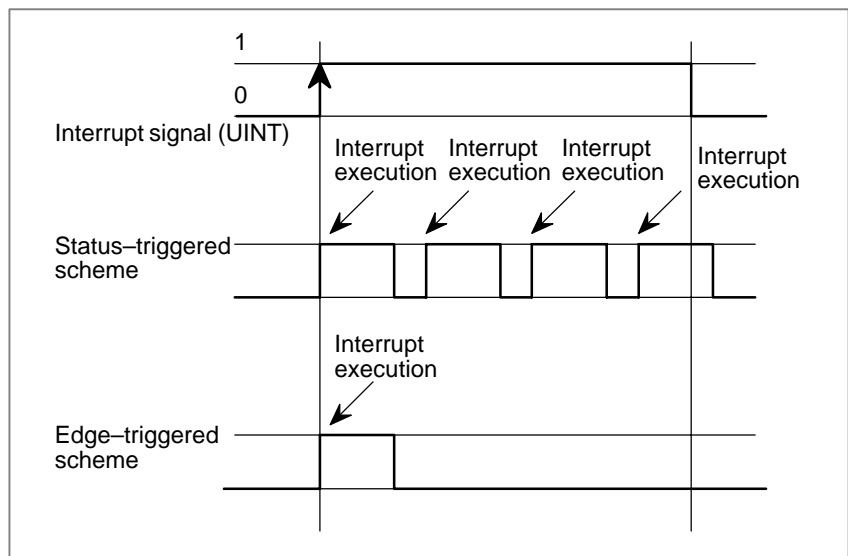 1
0
Interrupt signal (UINT)
Interrupt
execution
Interrupt
execution
Interrupt
execution
Interrupt
execution
Status–triggered
scheme
Interrupt
execution
Edge–triggered
scheme